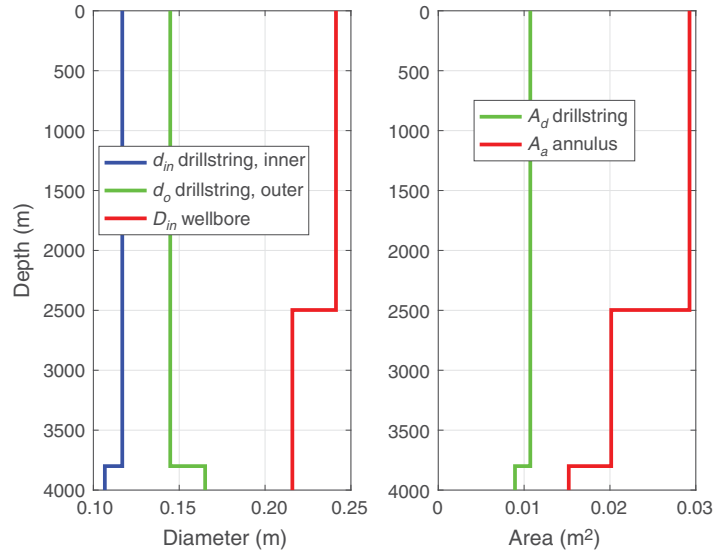 0
500
1000
1500
2000
2500
3000
3500
4000
Depth (m)
d_in drillstring, inner
d_o drillstring, outer
D_in wellbore
0.10 0.15 0.20 0.25
Diameter (m)
0
500
1000
1500
2000
2500
3000
3500
4000
A_d drillstring
A_a annulus
0 0.01 0.02 0.03
Area (m²)